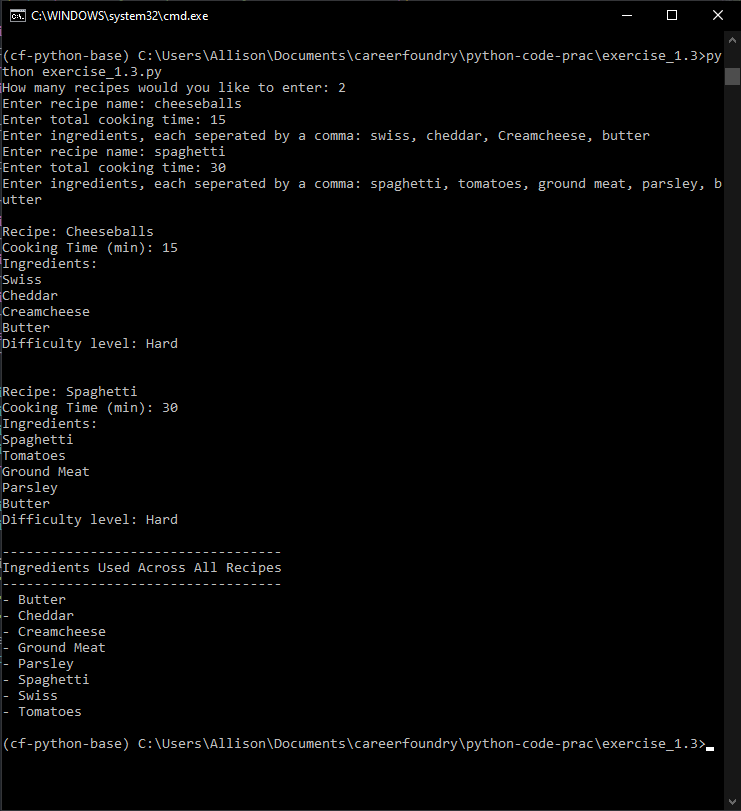 C:\WINDOWS\system32\cmd.exe
(cf-python-base) C:\Users\Allison\Documents\careerfoundry\python-code-prac\exercise_1.3>py
thon exercise_1.3.py
How many recipes would you like to enter: 2
Enter recipe name: cheeseballs
Enter total cooking time: 15
Enter ingredients, each seperated by a comma: swiss, cheddar, Creamcheese, butter
Enter recipe name: spaghetti
Enter total cooking time: 30
Enter ingredients, each seperated by a comma: spaghetti, tomatoes, ground meat, parsley, b
utter
Recipe: Cheeseballs
Cooking Time (min): 15
Ingredients:
Swiss
Cheddar
Creamcheese
Butter
Difficulty level: Hard
Recipe: Spaghetti
Cooking Time (min): 30
Ingredients:
Spaghetti
Tomatoes
Ground Meat
Parsley
Butter
Difficulty level: Hard
-----------------------------------
Ingredients Used Across All Recipes
-----------------------------------
- Butter
- Cheddar
- Creamcheese
- Ground Meat
- Parsley
- Spaghetti
- Swiss
- Tomatoes
(cf-python-base) C:\Users\Allison\Documents\careerfoundry\python-code-prac\exercise_1.3>